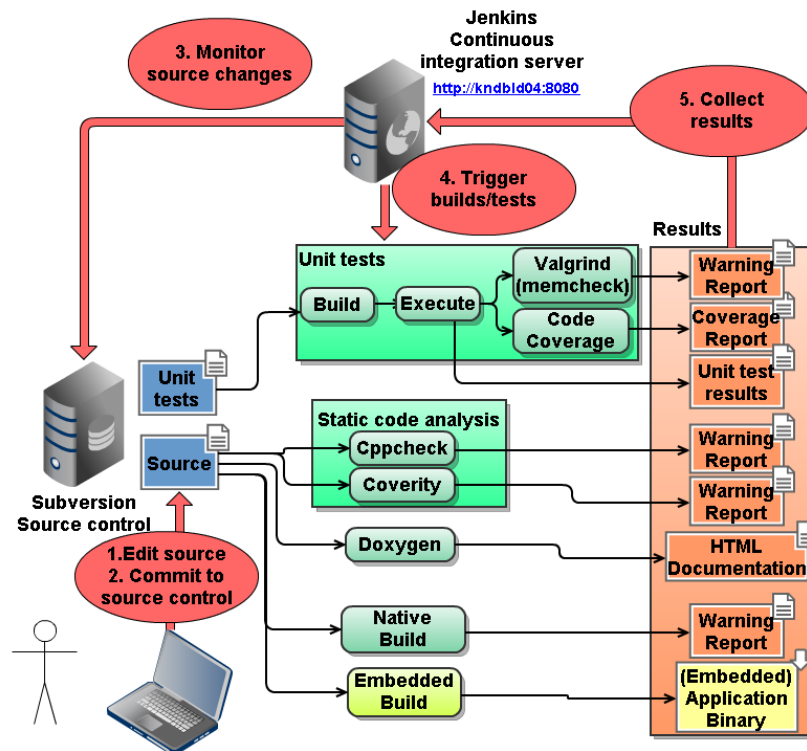 Jenkins
Continuous
integration server
http://kndbld04:8080
3. Monitor
source changes
5. Collect
results
4. Trigger
builds/tests
Results
Unit tests
Build
Execute
Valgrind
(memcheck)
Code
Coverage
Warning
Report
Coverage
Report
Unit test
results
Unit
tests
Static code analysis
Cppcheck
Coverity
Warning
Report
Warning
Report
Source
Subversion
Source control
1.Edit source
2. Commit to
source control
Doxygen
HTML
Documentation
Native
Build
Warning
Report
Embedded
Build
(Embedded)
Application
Binary